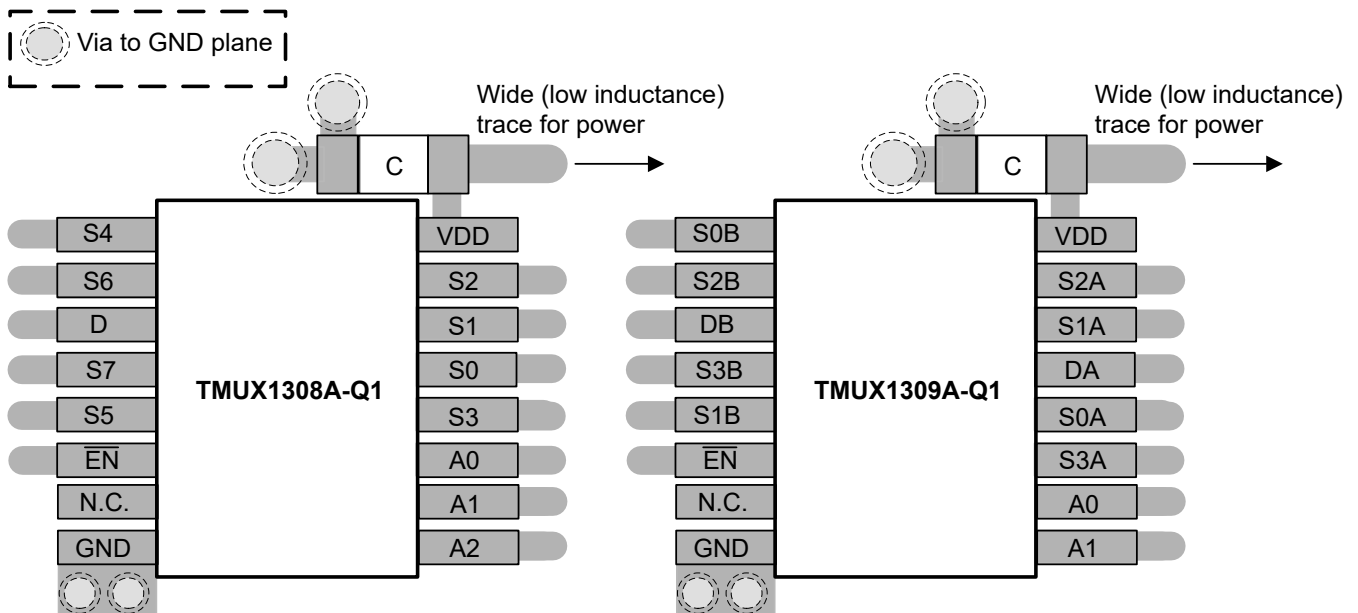 Via to GND plane
Wide (low inductance)
trace for power
C
S4
S6
D
S7
S5
EN
N.C.
GND
TMUX1308A-Q1
VDD
S2
S1
S0
S3
A0
A1
A2
Wide (low inductance)
trace for power
C
S0B
S2B
DB
S3B
S1B
EN
N.C.
GND
TMUX1309A-Q1
VDD
S2A
S1A
DA
S0A
S3A
A0
A1